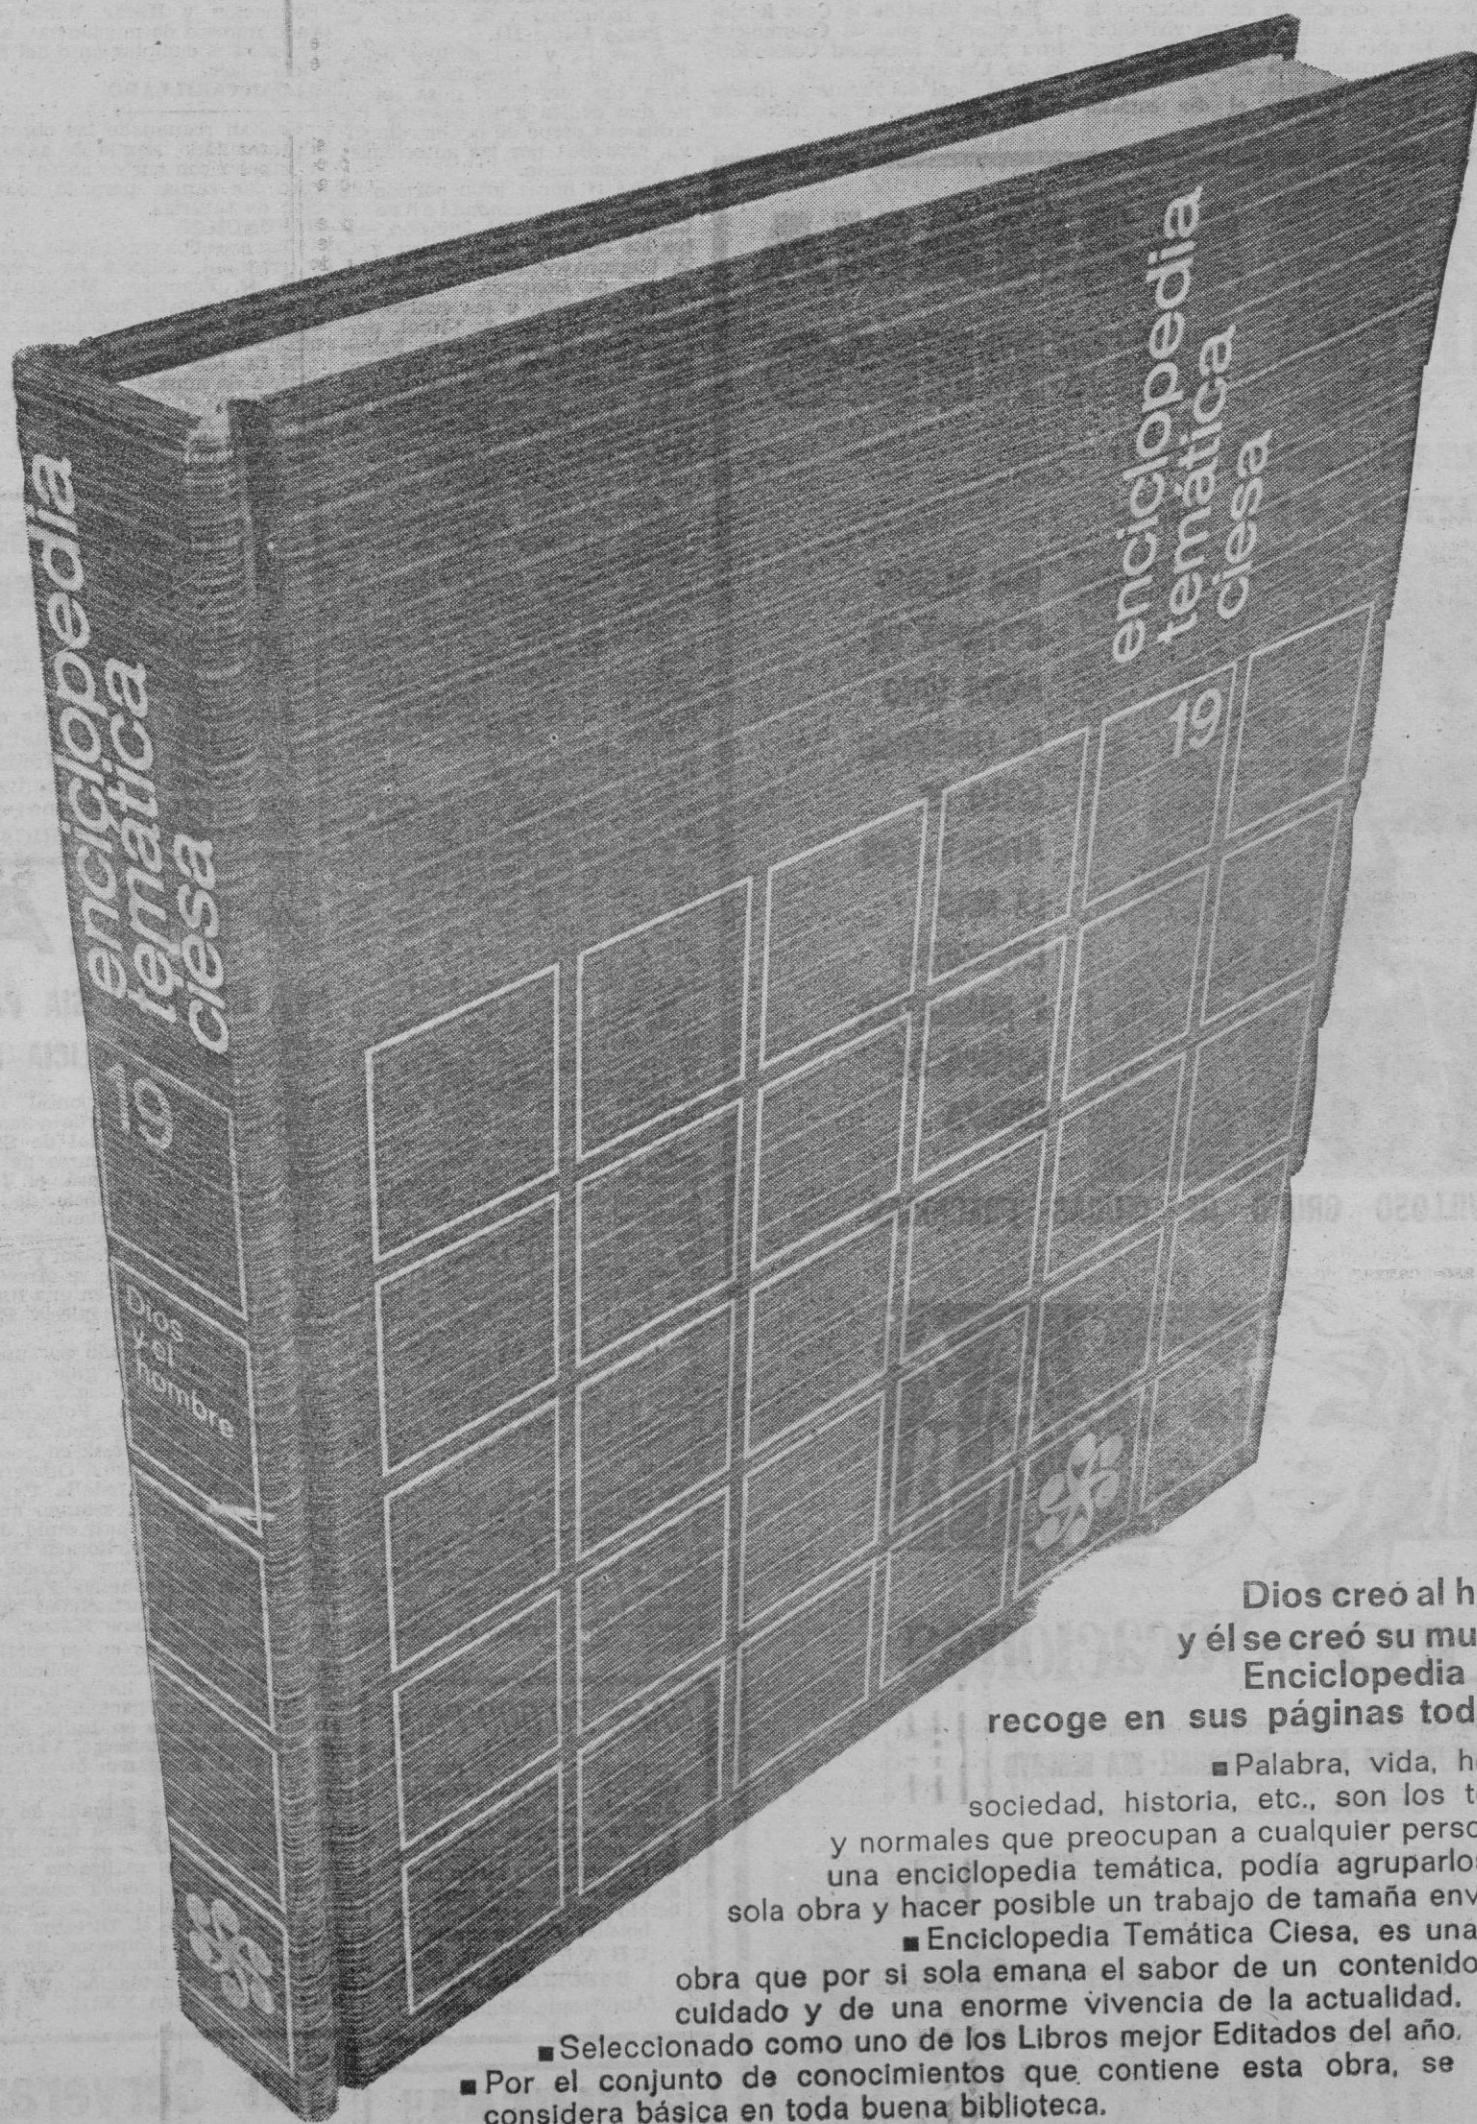 enciclopedia
temática
ciesa
19
Dios
y el
hombre
enciclopedia
temática
ciesa
19
Dios creó al h
y él se creó su mu
Enciclopedia
recoge en sus páginas tod
■ Palabra, vida, h
sociedad, historia, etc., son los t
y normales que preocupan a cualquier perso
una enciclopedia temática, podía agruparlos
sola obra y hacer posible un trabajo de tamaña env
■ Enciclopedia Temática Ciesa, es una
obra que por si sola emana el sabor de un contenido
cuidado y de una enorme vivencia de la actualidad.
■ Seleccionado como uno de los Libros mejor Editados del año.
■ Por el conjunto de conocimientos que contiene esta obra, se
considera básica en toda buena biblioteca.